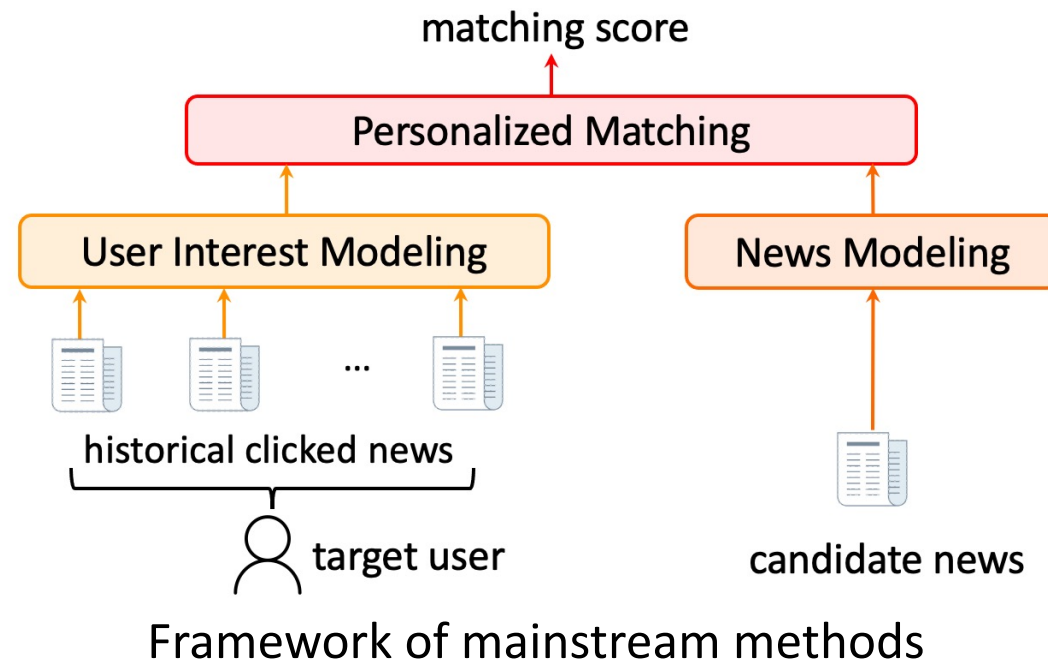 matching score
Personalized Matching
User Interest Modeling
News Modeling
...
historical clicked news
target user
candidate news
Framework of mainstream methods